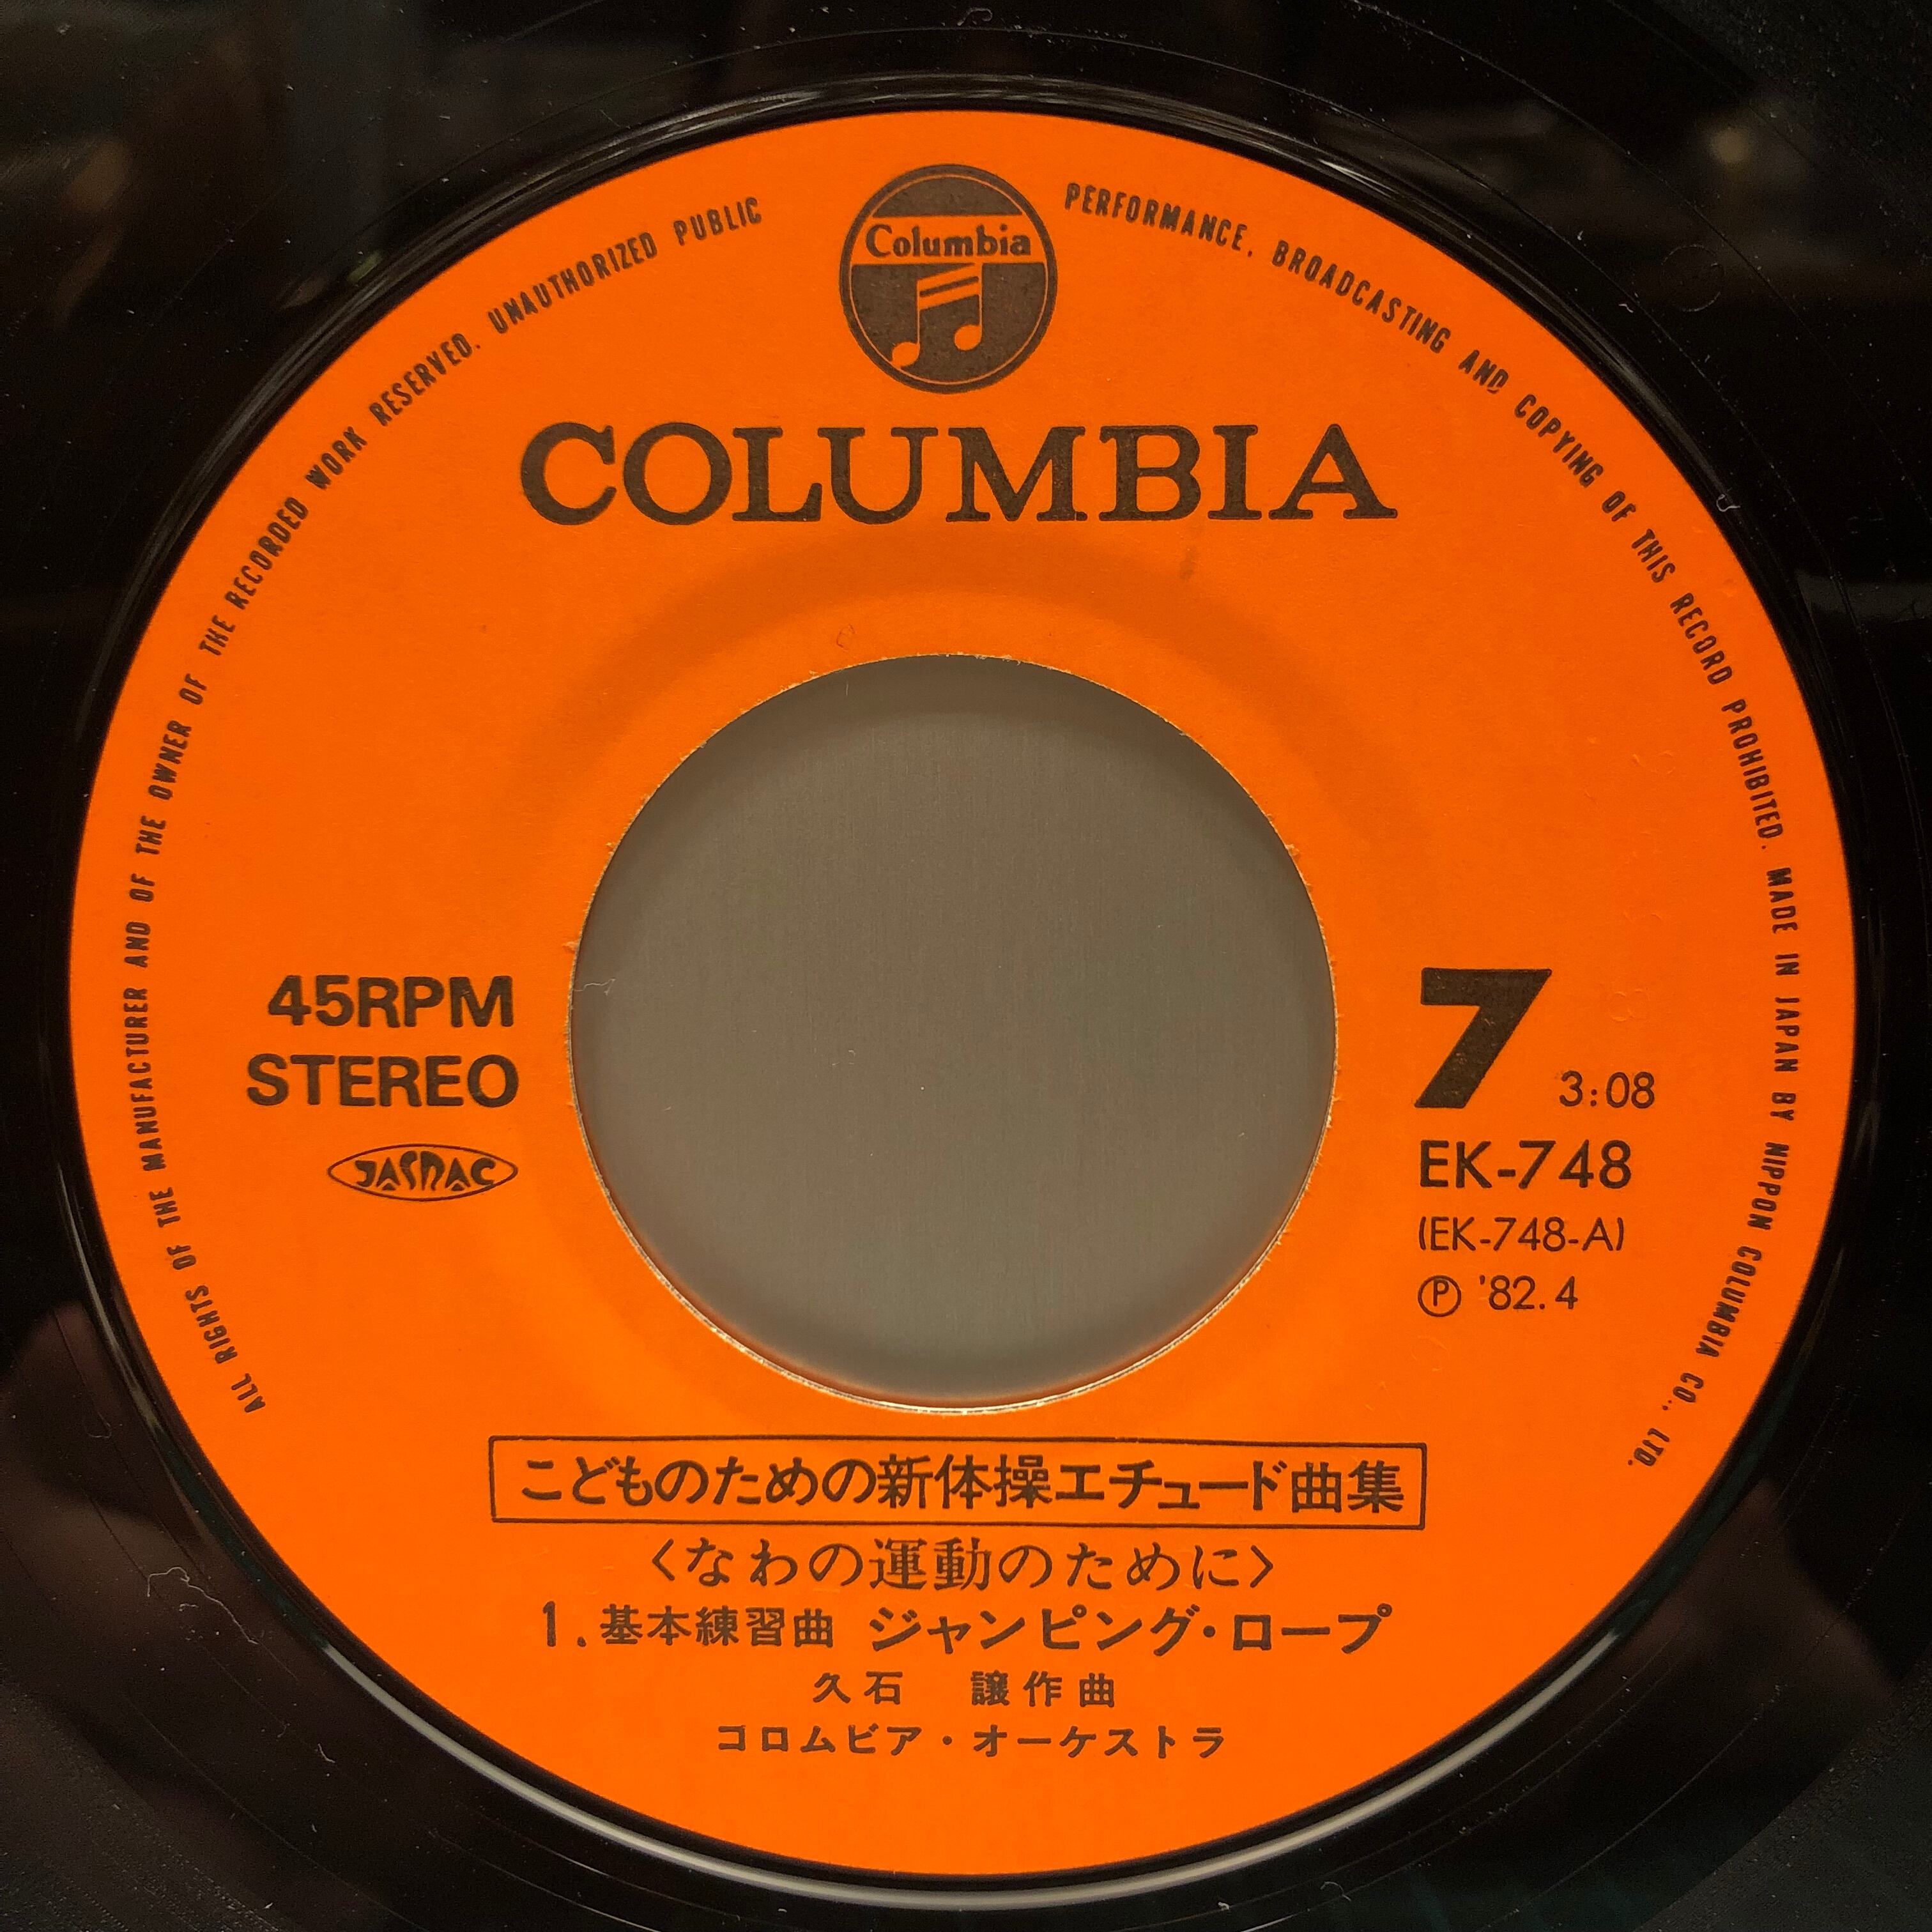 Columbia
COLUMBIA
ALL RIGHTS OF THE MANUFACTURER AND OF THE OWNER OF THE RECORDED WORK RESERVED. UNAUTHORIZED PUBLIC PERFORMANCE, BROADCASTING AND COPYING OF THIS RECORD PROHIBITED. MADE IN JAPAN BY NIPPON COLUMBIA CO., LTD.
45RPM
STEREO
JASRAC
7 3:08
EK-748
(EK-748-A)
Ⓟ '82.4
こどものための新体操エチュード曲集
〈なわの運動のために〉
1.基本練習曲 ジャンピング・ロープ
久石 譲作曲
コロムビア・オーケストラ